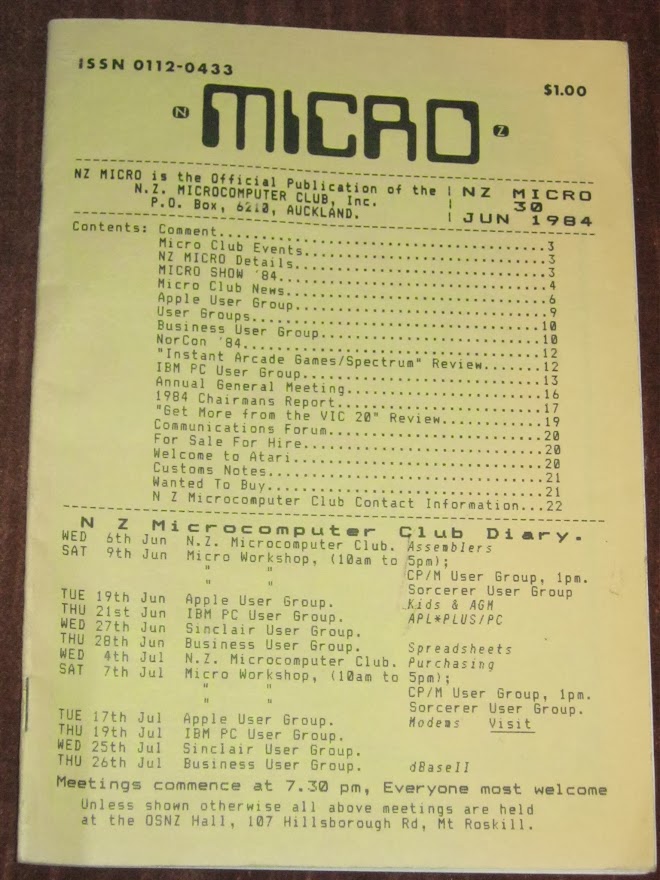 ISSN 0112-0433
$1.00
N MICRO Z
NZ MICRO is the Official Publication of the | NZ MICRO
N.Z. MICROCOMPUTER CLUB, Inc. | 30
P.O. Box, 6210, AUCKLAND. | JUN 1984
Contents: Comment...3
Micro Club Events...3
NZ MICRO Details...3
MICRO SHOW '84...4
Micro Club News...6
Apple User Group...9
User Groups...10
Business User Group...10
NorCon '84...12
"Instant Arcade Games/Spectrum" Review...12
IBM PC User Group...13
Annual General Meeting...16
1984 Chairmans Report...17
"Get More from the VIC 20" Review...19
Communications Forum...20
For Sale For Hire...20
Welcome to Atari...20
Customs Notes...21
Wanted To Buy...21
N Z Microcomputer Club Contact Information...22
N Z Microcomputer Club Diary.
WED 6th Jun N.Z. Microcomputer Club. Assemblers
SAT 9th Jun Micro Workshop, (10am to 5pm);
" " CP/M User Group, 1pm.
" " Sorcerer User Group
TUE 19th Jun Apple User Group. Kids & AGM
THU 21st Jun IBM PC User Group. APL*PLUS/PC
WED 27th Jun Sinclair User Group.
THU 28th Jun Business User Group. Spreadsheets
WED 4th Jul N.Z. Microcomputer Club. Purchasing
SAT 7th Jul Micro Workshop, (10am to 5pm);
" " CP/M User Group, 1pm.
" " Sorcerer User Group.
TUE 17th Jul Apple User Group. Modems Visit
THU 19th Jul IBM PC User Group.
WED 25th Jul Sinclair User Group.
THU 26th Jul Business User Group. dBaseII
Meetings commence at 7.30 pm, Everyone most welcome
Unless shown otherwise all above meetings are held
at the OSNZ Hall, 107 Hillsborough Rd, Mt Roskill.